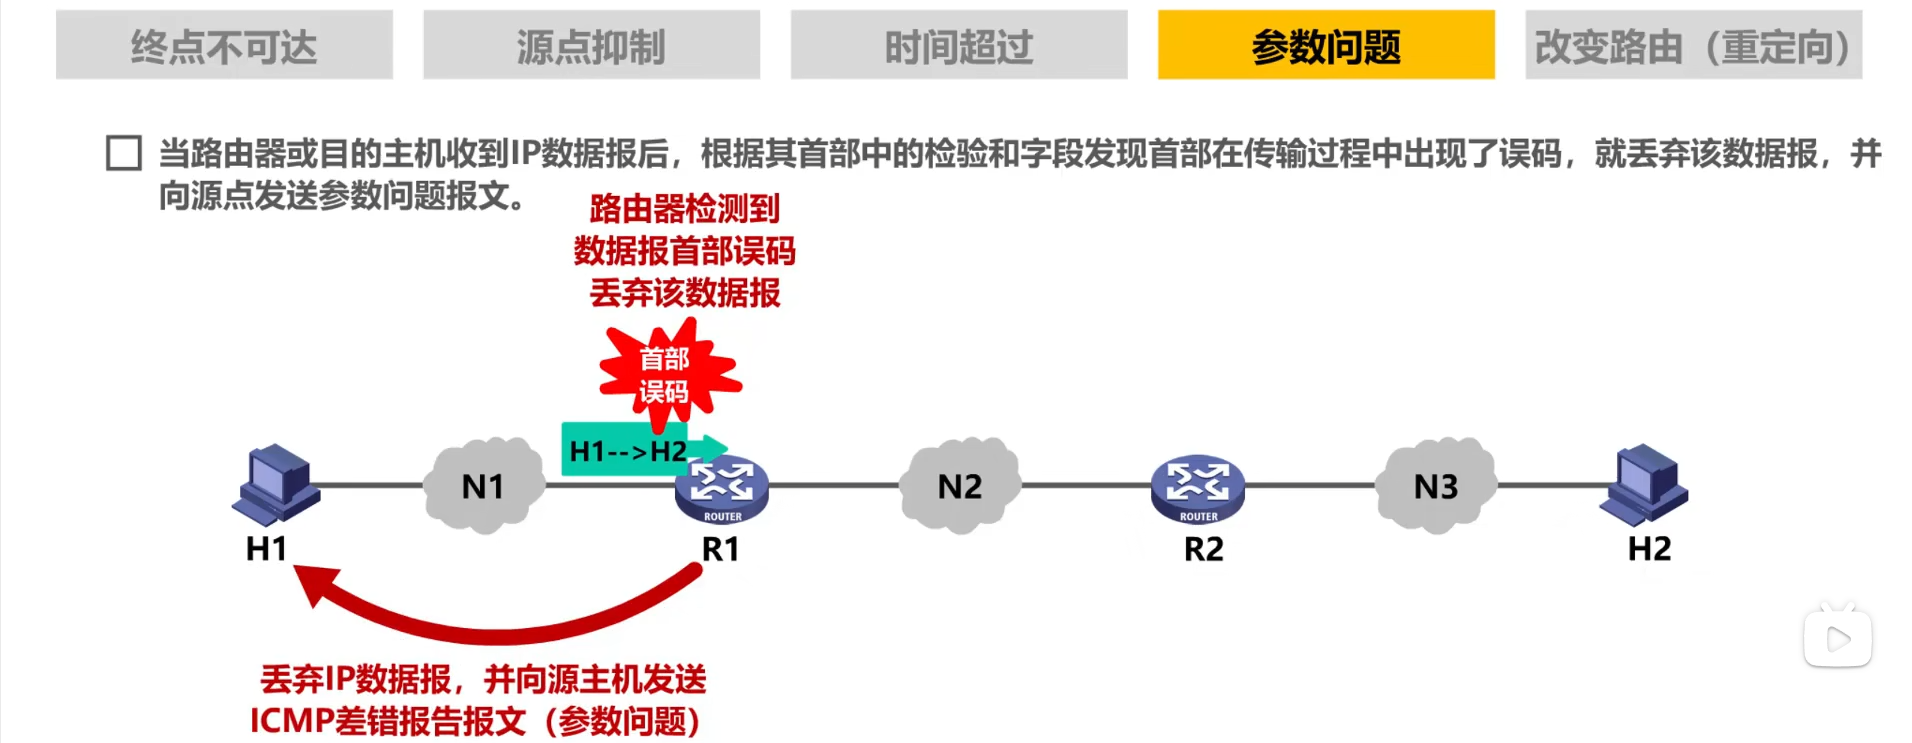 终点不可达
源点抑制
时间超过
参数问题
改变路由（重定向）
当路由器或目的主机收到IP数据报后，根据其首部中的检验和字段发现首部在传输过程中出现了误码，就丢弃该数据报，并
向源点发送参数问题报文。
路由器检测到
数据报首部误码
丢弃该数据报
首部
误码
H1-->H2
N1
N2
N3
ROUTER
ROUTER
H1
R1
R2
H2
丢弃IP数据报，并向源主机发送
ICMP差错报告报文（参数问题）